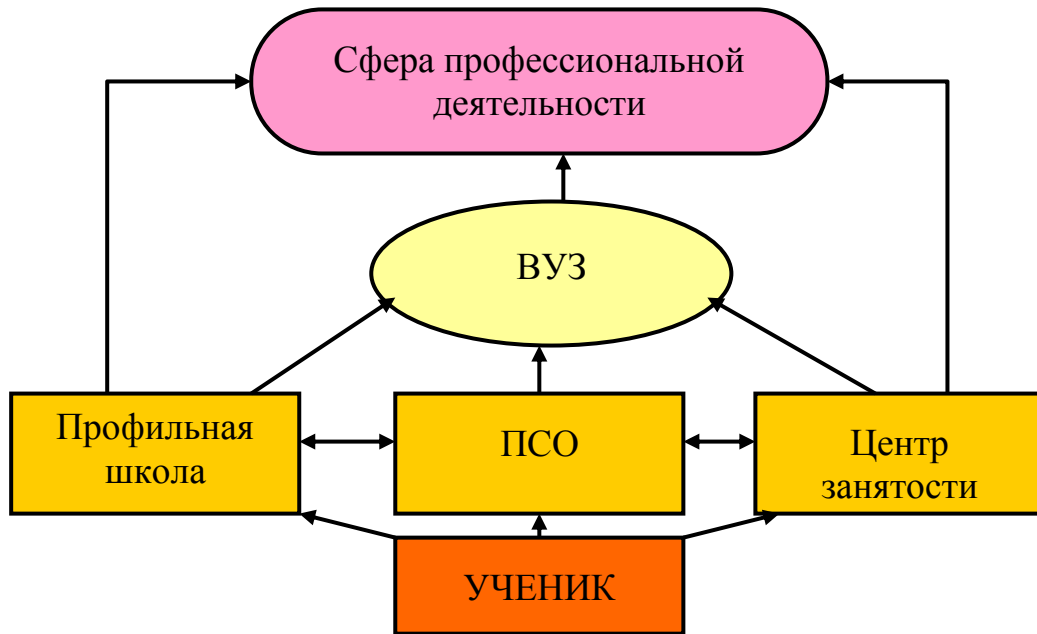 Сфера профессиональной
деятельности
ВУЗ
Профильная
школа
ПСО
Центр
занятости
УЧЕНИК